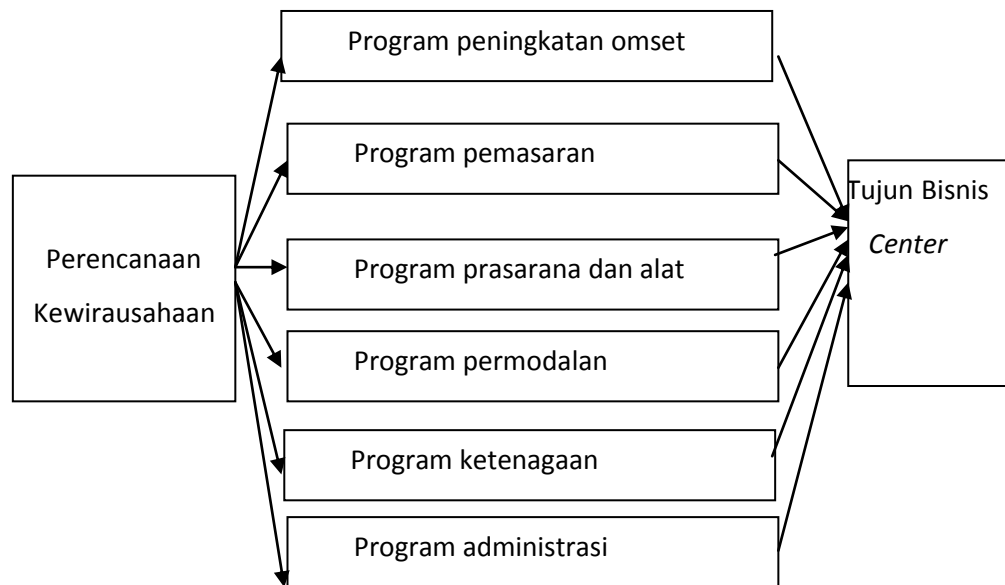 Program peningkatan omset
Program pemasaran
Perencanaan
Kewirausahaan
Program prasarana dan alat
Program permodalan
Program ketenagaan
Program administrasi
Tujun Bisnis
Center